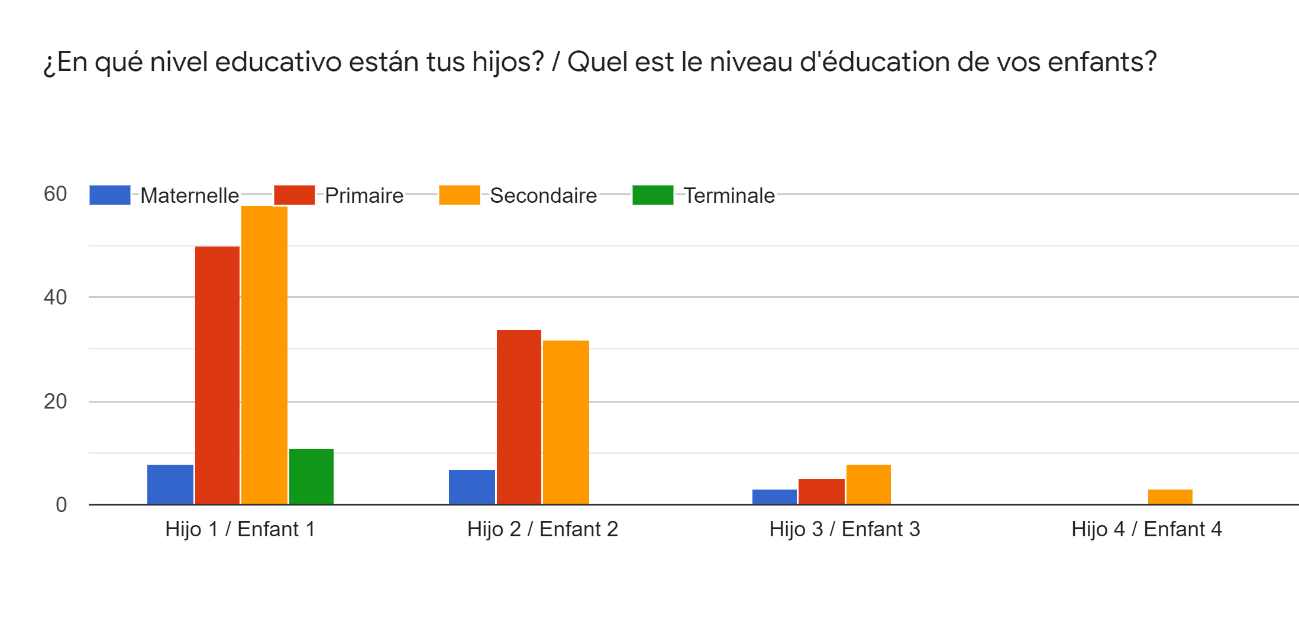 ¿En qué nivel educativo están tus hijos? / Quel est le niveau d'éducation de vos enfants?
Maternelle Primaire Secondaire Terminale
60
40
20
0
Hijo 1 / Enfant 1 Hijo 2 / Enfant 2 Hijo 3 / Enfant 3 Hijo 4 / Enfant 4